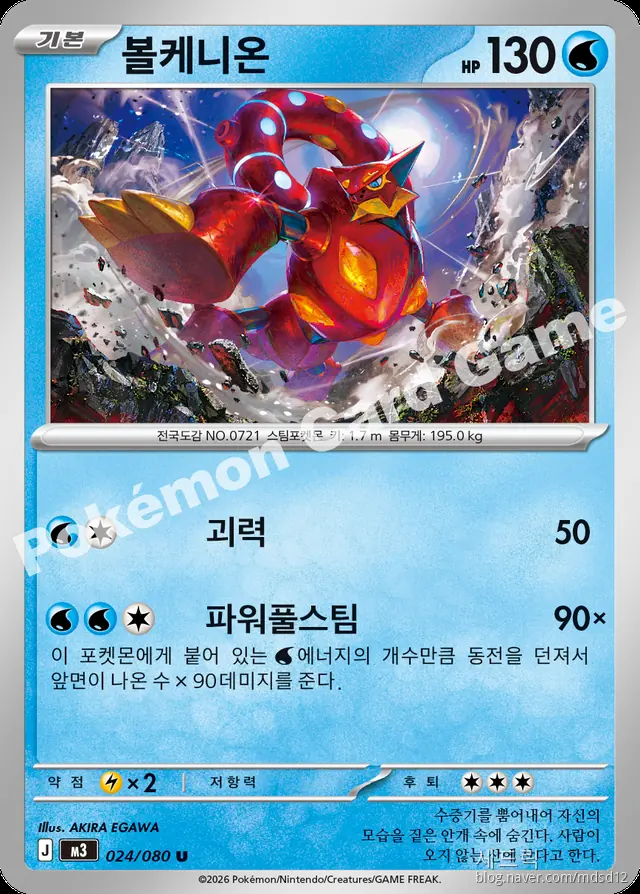 기본 볼케니온 HP 130
전국도감 NO.0721 스팀포켓몬 키: 1.7 m 몸무게: 195.0 kg
Pokémon Card Game
괴력 50
파워풀스팀 90×
이 포켓몬에게 붙어 있는 에너지의 개수만큼 동전을 던져서
앞면이 나온 수 × 90데미지를 준다.
약점 ×2 저항력 후퇴
Illus. AKIRA EGAWA
수증기를 뿜어내어 자신의
모습을 짙은 안개 속에 숨긴다. 사람이
오지 않는 산에 산다고 한다.
J M3 024/080 U
blog.naver.com/mdsd12
©2026 Pokémon/Nintendo/Creatures/GAME FREAK.